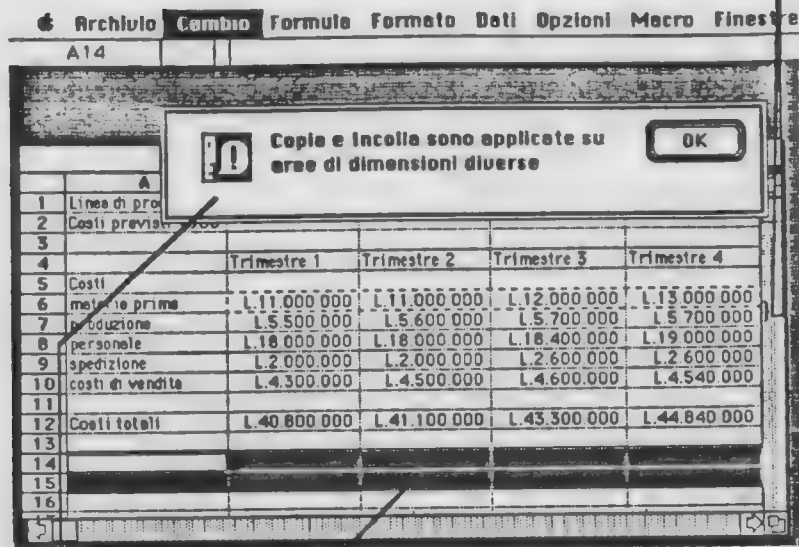 Archivio Cambio Formula Formato Dati Opzioni Macro Finestre
A14
Copia e Incolla sono applicate su
aree di dimensioni diverse
OK
A
1 Linea di pro
2 Costi previsti
3
4 Trimestre 1 Trimestre 2 Trimestre 3 Trimestre 4
5 Costi
6 materie prime L.11.000.000 L.11.000.000 L.12.000.000 L.13.000.000
7 produzione L.5.500.000 L.5.600.000 L.5.700.000 L.5.700.000
8 personale L.18.000.000 L.18.000.000 L.18.400.000 L.19.000.000
9 spedizione L.2.000.000 L.2.000.000 L.2.600.000 L.2.600.000
10 costi di vendita L.4.300.000 L.4.500.000 L.4.600.000 L.4.540.000
11
12 Costi totali L.40.800.000 L.41.100.000 L.43.300.000 L.44.840.000
13
14
15
16